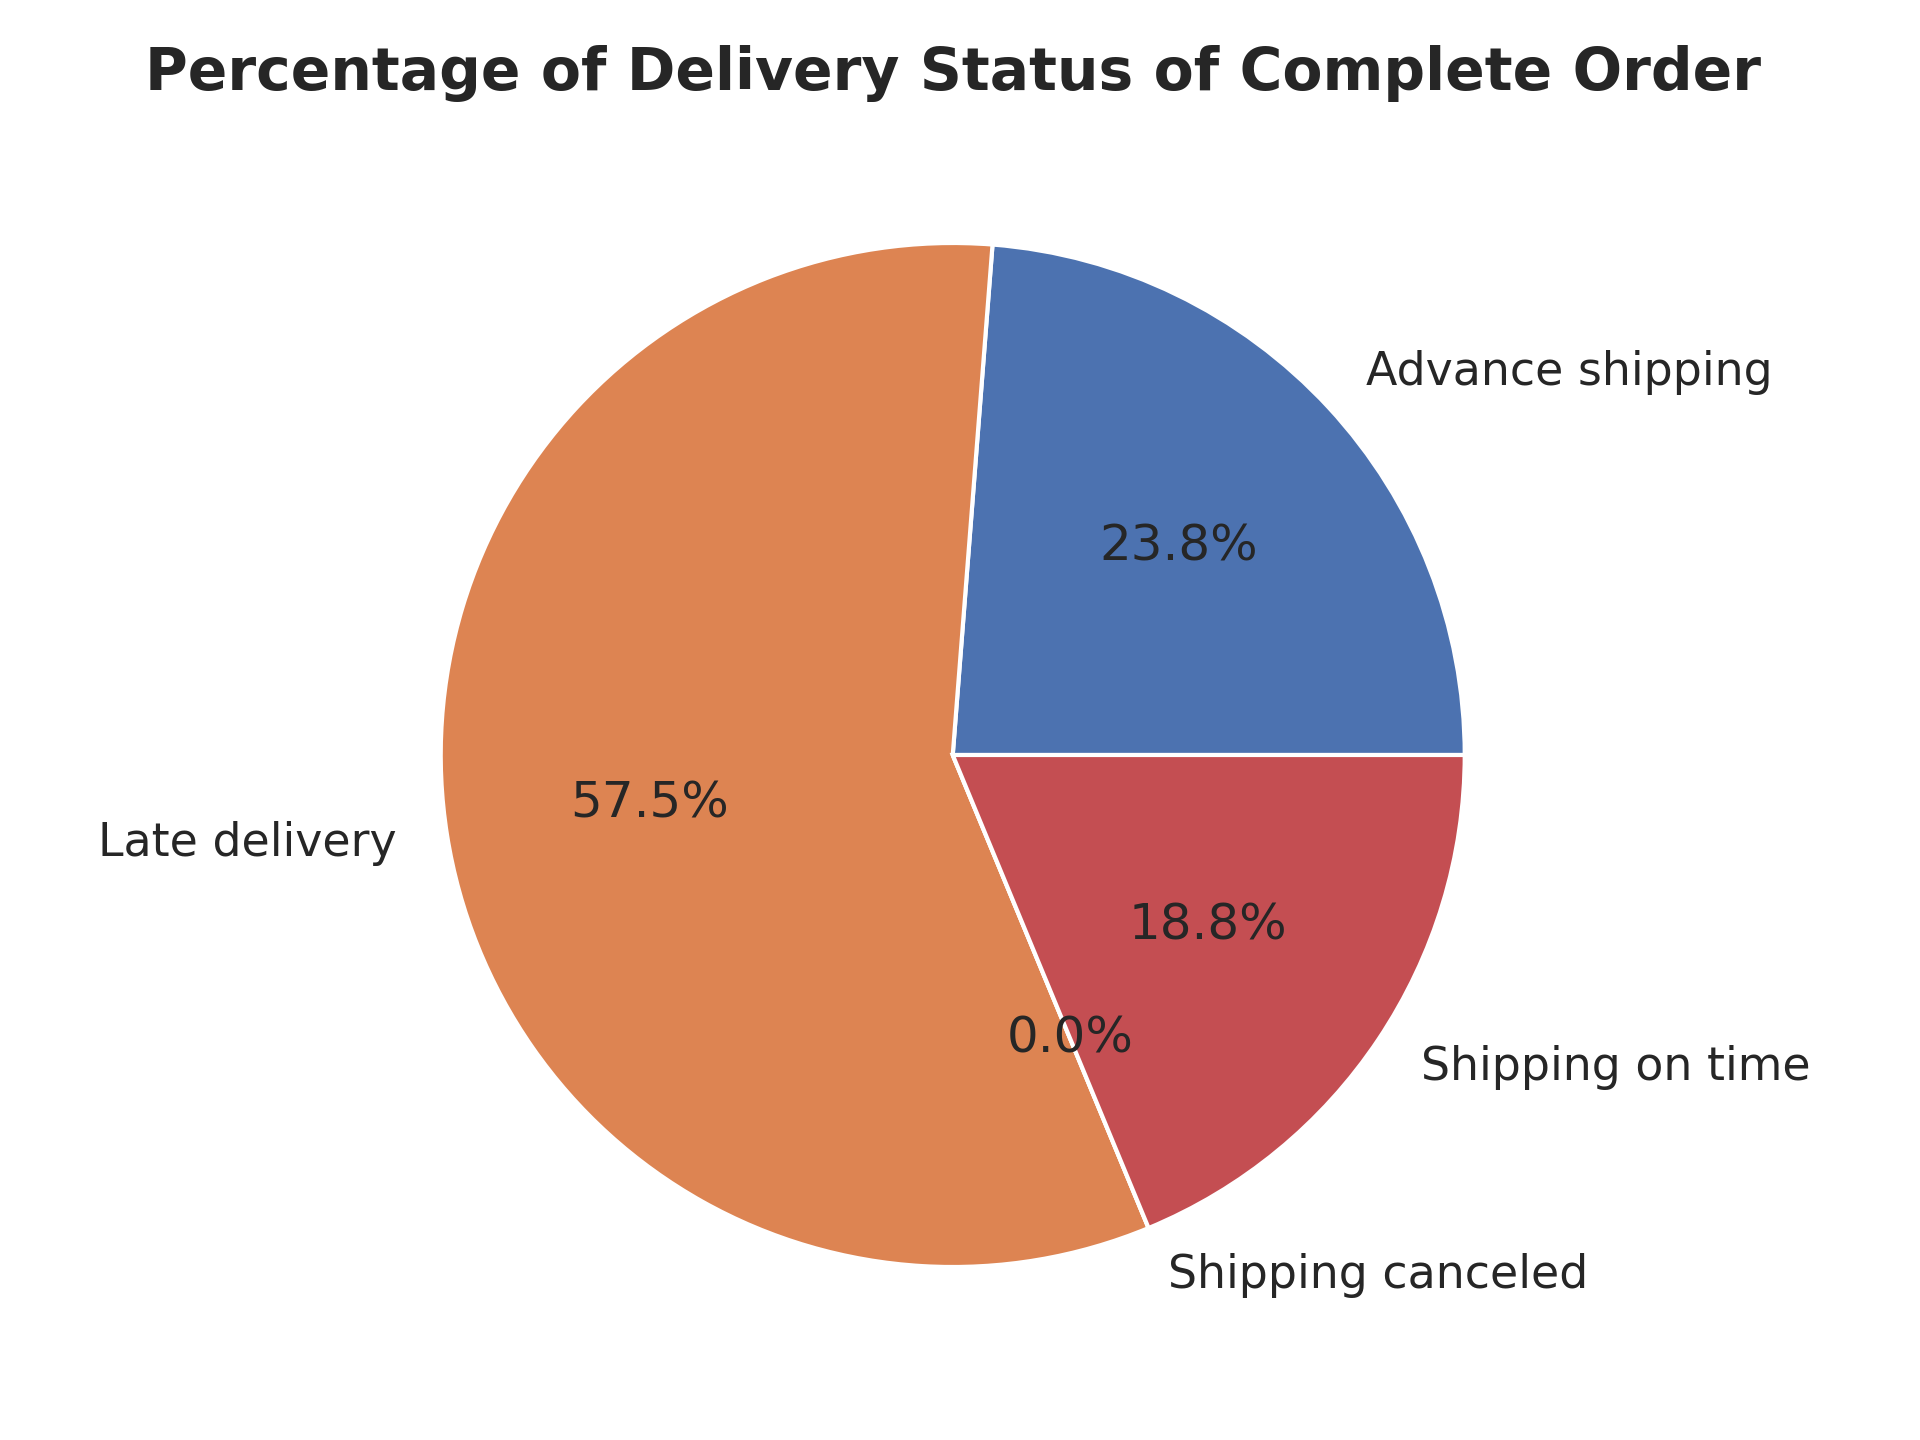 Percentage of Delivery Status of Complete Order
Advance shipping
23.8%
57.5%
Late delivery
18.8%
0.0%
Shipping on time
Shipping canceled